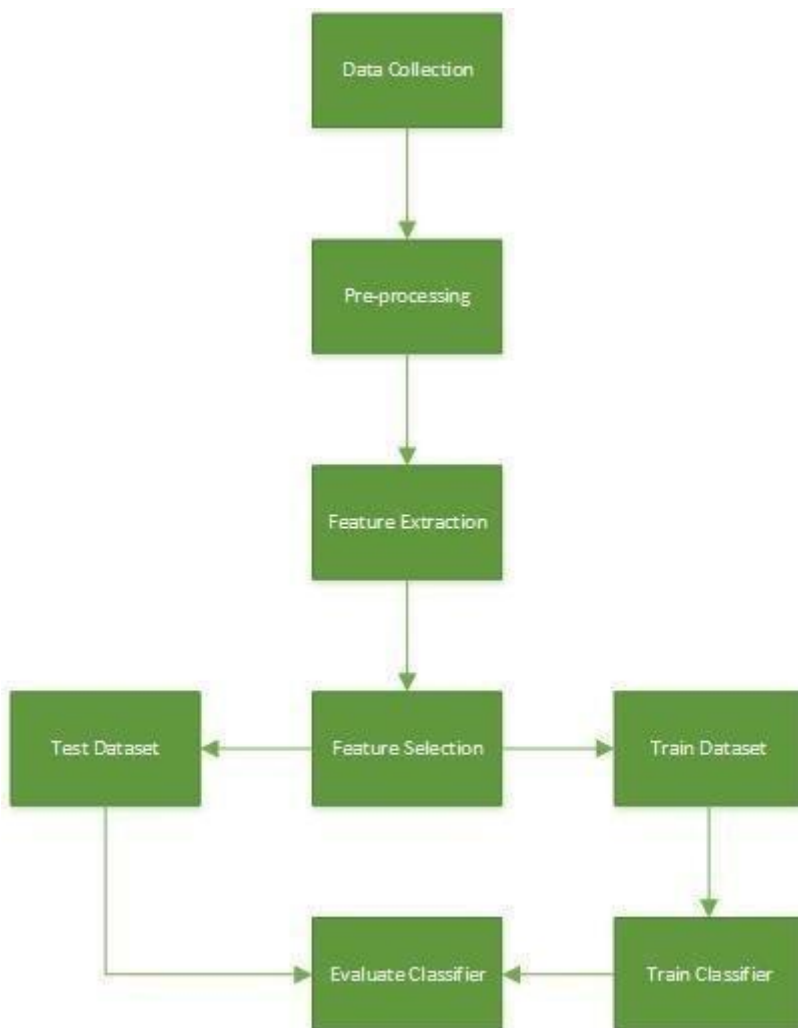 Data Collection
Pre-processing
Feature Extraction
Test Dataset
Feature Selection
Train Dataset
Evaluate Classifier
Train Classifier